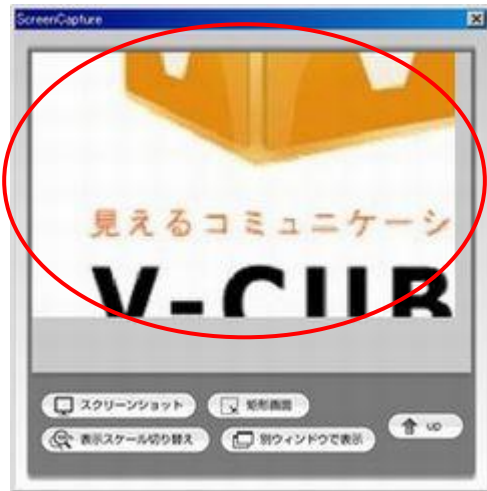 ScreenCapture
見えるコミュニケーシ
V-CUB
スクリーンショット
矩形画面
表示スケール切り替え
別ウィンドウで表示
UP